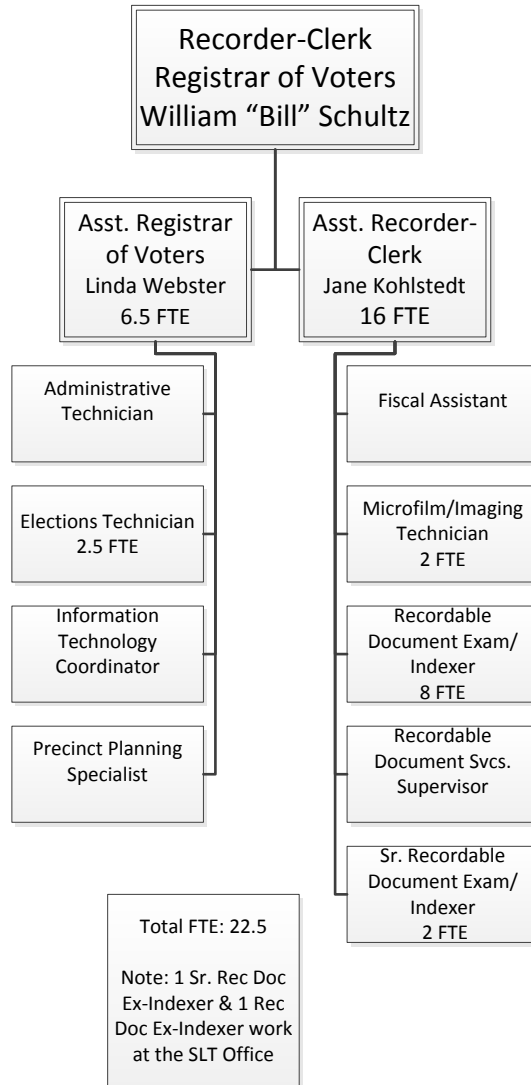 Recorder-Clerk
Registrar of Voters
William “Bill” Schultz
Asst. Registrar
of Voters
Linda Webster
6.5 FTE
Asst. Recorder-
Clerk
Jane Kohlstedt
16 FTE
Administrative
Technician
Elections Technician
2.5 FTE
Information
Technology
Coordinator
Precinct Planning
Specialist
Fiscal Assistant
Microfilm/Imaging
Technician
2 FTE
Recordable
Document Exam/
Indexer
8 FTE
Recordable
Document Svcs.
Supervisor
Sr. Recordable
Document Exam/
Indexer
2 FTE
Total FTE: 22.5
Note: 1 Sr. Rec Doc
Ex-Indexer & 1 Rec
Doc Ex-Indexer work
at the SLT Office